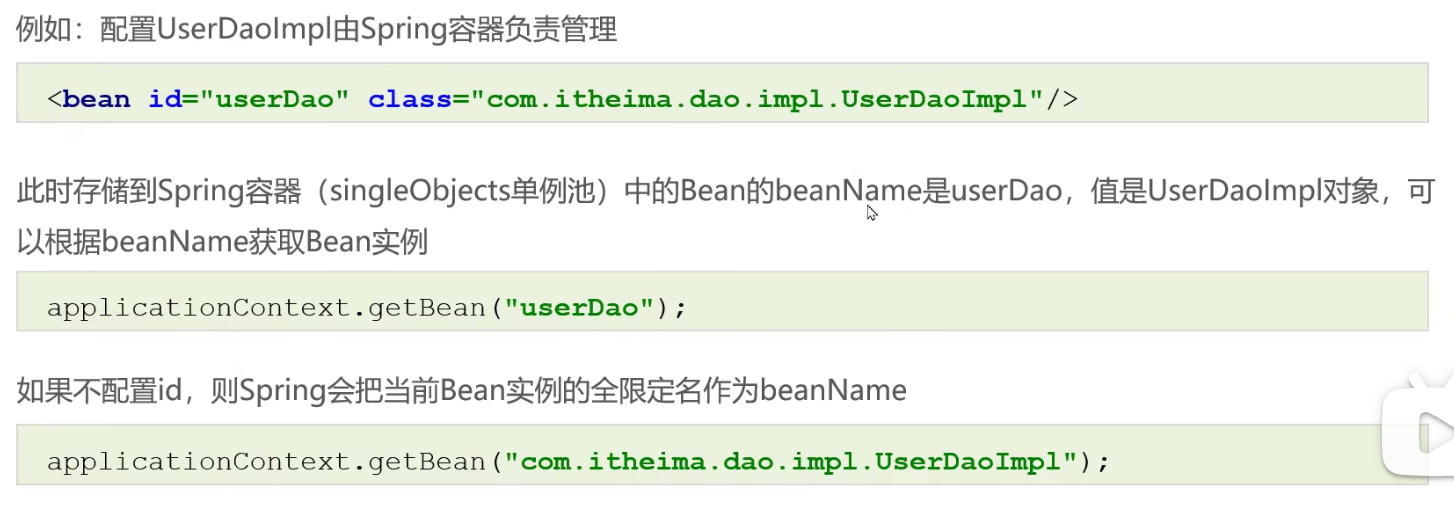 例如：配置UserDaoImpl由Spring容器负责管理
<bean id="userDao" class="com.itheima.dao.impl.UserDaoImpl"/>
此时存储到Spring容器（singleObjects单例池）中的Bean的beanName是userDao，值是UserDaoImpl对象，可
以根据beanName获取Bean实例
applicationContext.getBean("userDao");
如果不配置id，则Spring会把当前Bean实例的全限定名作为beanName
applicationContext.getBean("com.itheima.dao.impl.UserDaoImpl");